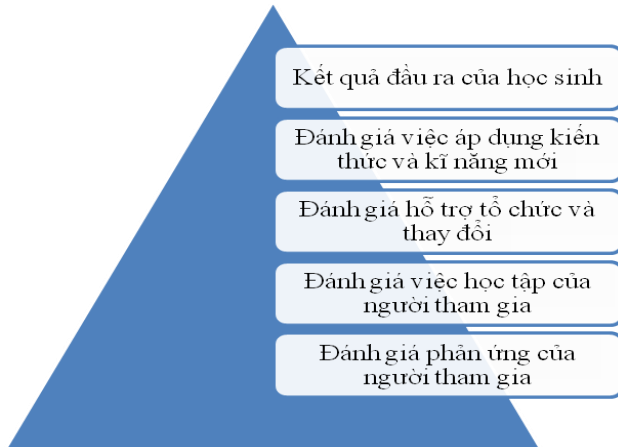 Kết quả đầu ra của học sinh
Đánh giá việc áp dụng kiến
thức và kĩ năng mới
Đánh giá hỗ trợ tổ chức và
thay đổi
Đánh giá việc học tập của
người tham gia
Đánh giá phản ứng của
người tham gia